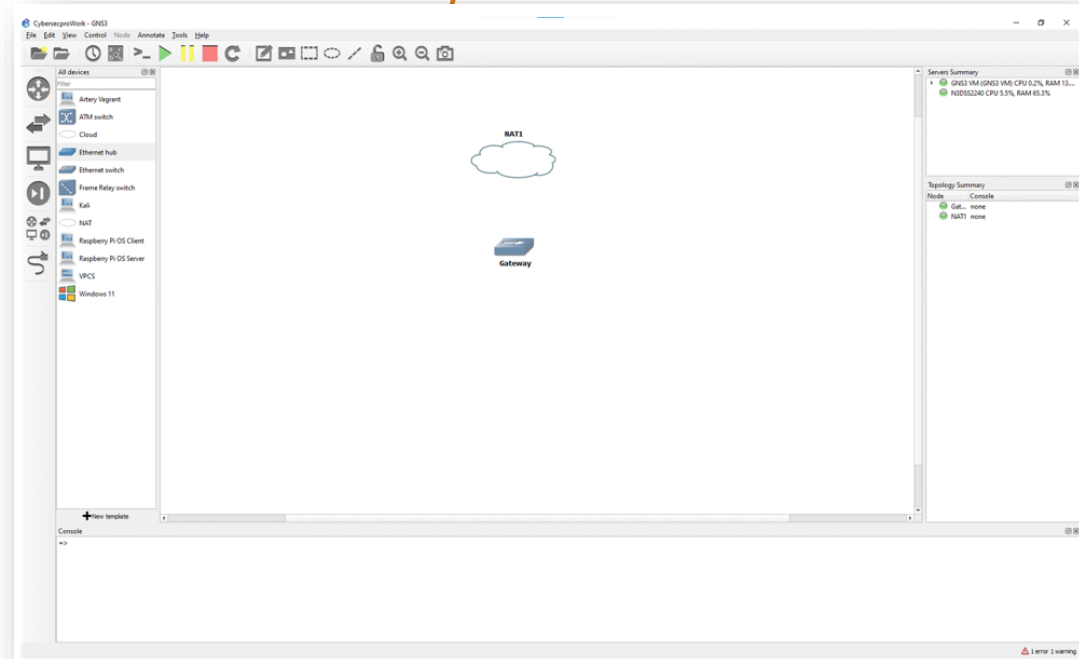 CybersecproWork - GNS3
File Edit View Control Node Annotate Tools Help
All devices
Filter
Artery Vagrant
ATM switch
Cloud
Ethernet hub
Ethernet switch
Frame Relay switch
Kali
NAT
Raspberry Pi OS Client
Raspberry Pi OS Server
VPCS
Windows 11
New template
NAT1
Gateway
Servers Summary
GNS3 VM (GNS3 VM) CPU 0.2%, RAM 13....
N3DSS2240 CPU 5.5%, RAM 65.3%
Topology Summary
Node Console
Gat... none
NAT1 none
Console
=>
1 error 1 warning